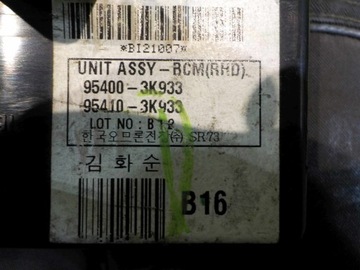 *BI21007*
UNIT ASSY-BCM(RHD)
95400-3K933
95410-3K933
LOT NO: B12
한국오므론전장㈜ SR73
김화순
B16